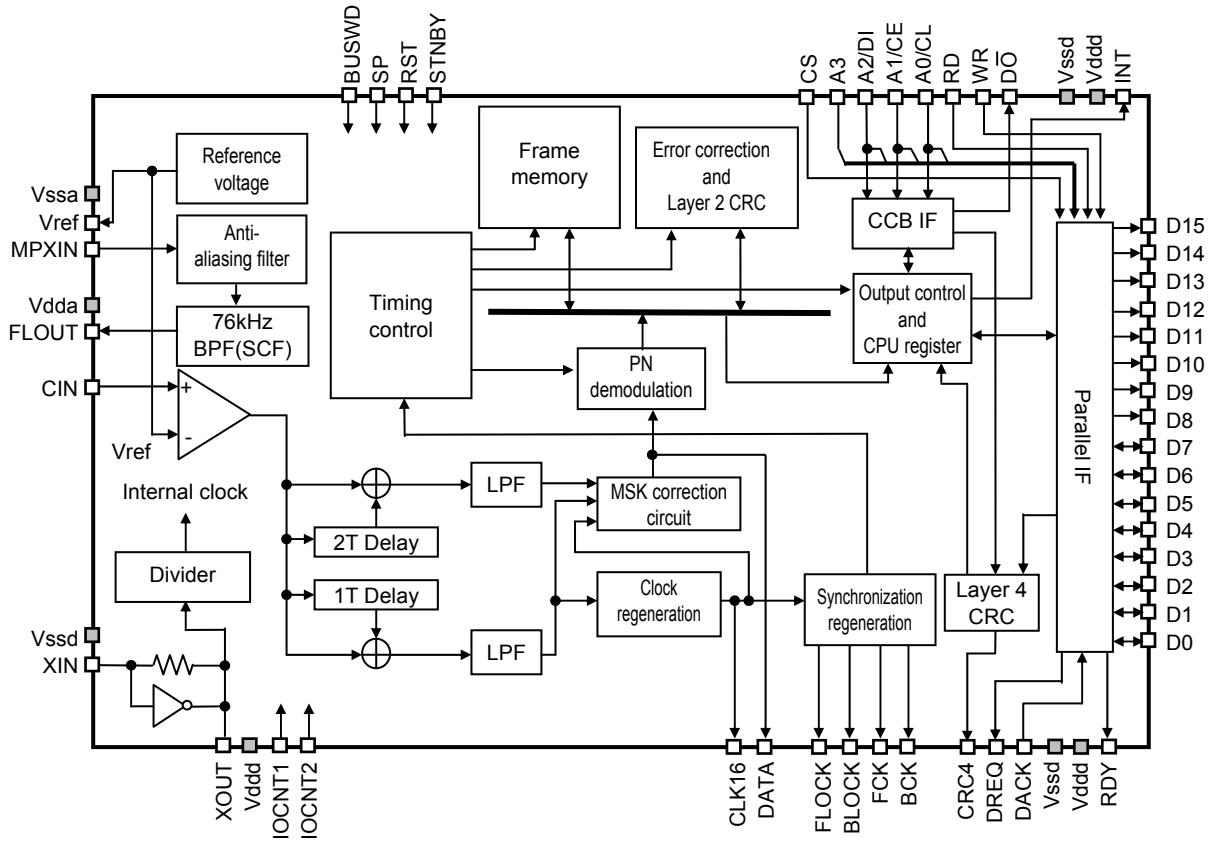 BUSWD
SP
RST
STNBY
CS
A3
A2/DI
A1/CE
A0/CL
RD
WR
D̅O̅
Vssd
Vddd
INT
Reference
voltage
Frame
memory
Error correction
and
Layer 2 CRC
Vssa
Vref
MPXIN
Anti-
aliasing filter
CCB IF
Vdda
FLOUT
76kHz
BPF(SCF)
Timing
control
Output control
and
CPU register
CIN
+
-
Vref
PN
demodulation
Parallel IF
D15
D14
D13
D12
D11
D10
D9
D8
D7
D6
D5
D4
D3
D2
D1
D0
Internal clock
LPF
MSK correction
circuit
2T Delay
Divider
1T Delay
Clock
regeneration
Synchronization
regeneration
Layer 4
CRC
LPF
Vssd
XIN
XOUT
Vddd
IOCNT1
IOCNT2
CLK16
DATA
FLOCK
BLOCK
FCK
BCK
CRC4
DREQ
DACK
Vssd
Vddd
RDY